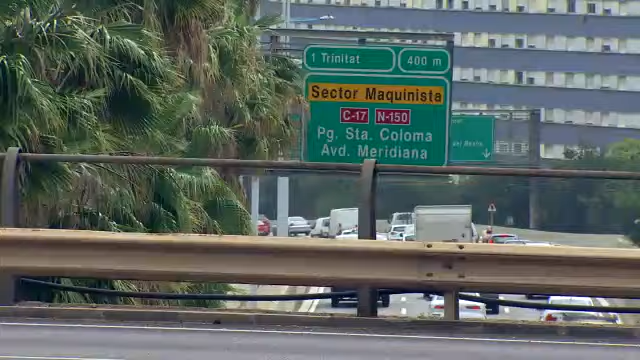 1 Trinitat 400 m
Sector Maquinista
C-17 N-150
Pg. Sta. Coloma
Avd. Meridiana